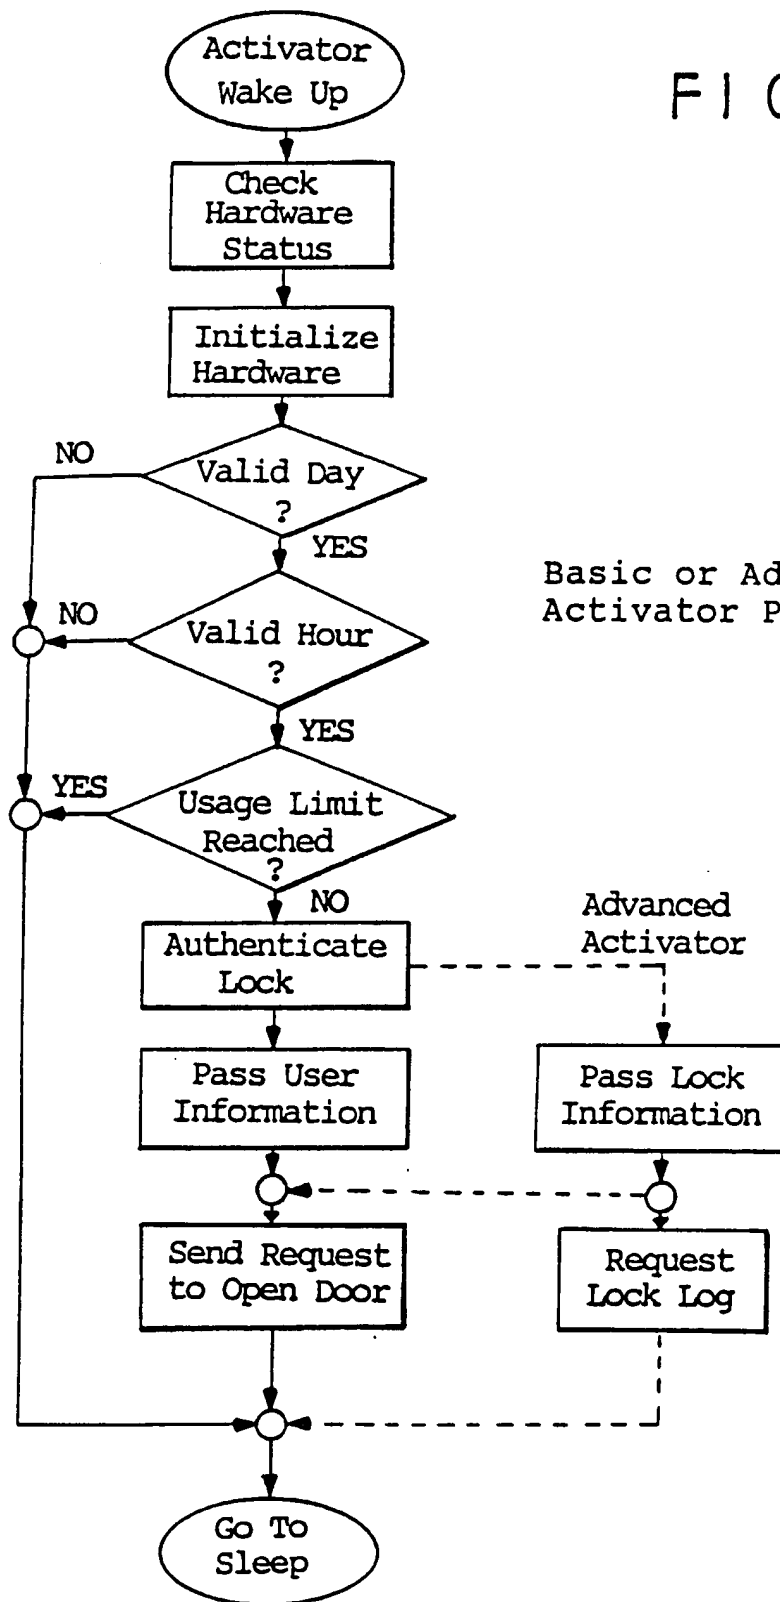 Activator
Wake Up
FIG
Check
Hardware
Status
Initialize
Hardware
NO
Valid Day
?
YES
Basic or Ad
Activator P
NO
Valid Hour
?
YES
YES
Usage Limit
Reached
?
NO
Advanced
Activator
Authenticate
Lock
Pass User
Information
Pass Lock
Information
Send Request
to Open Door
Request
Lock Log
Go To
Sleep